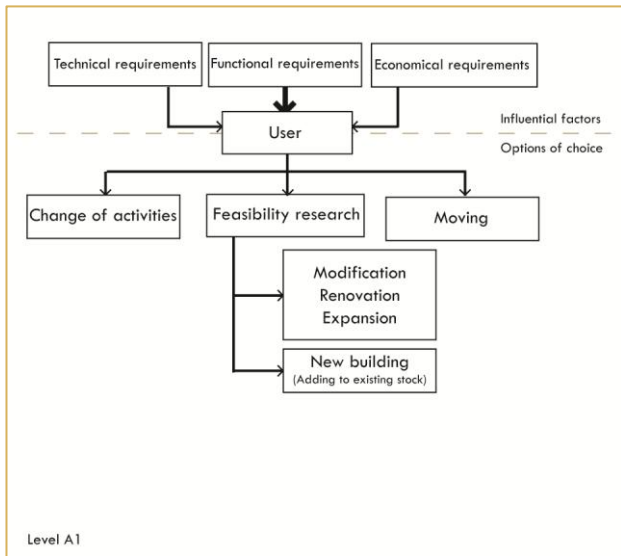 Technical requirements
Functional requirements
Economical requirements
Influential factors
User
Options of choice
Change of activities
Feasibility research
Moving
Modification
Renovation
Expansion
New building
(Adding to existing stock)
Level A1